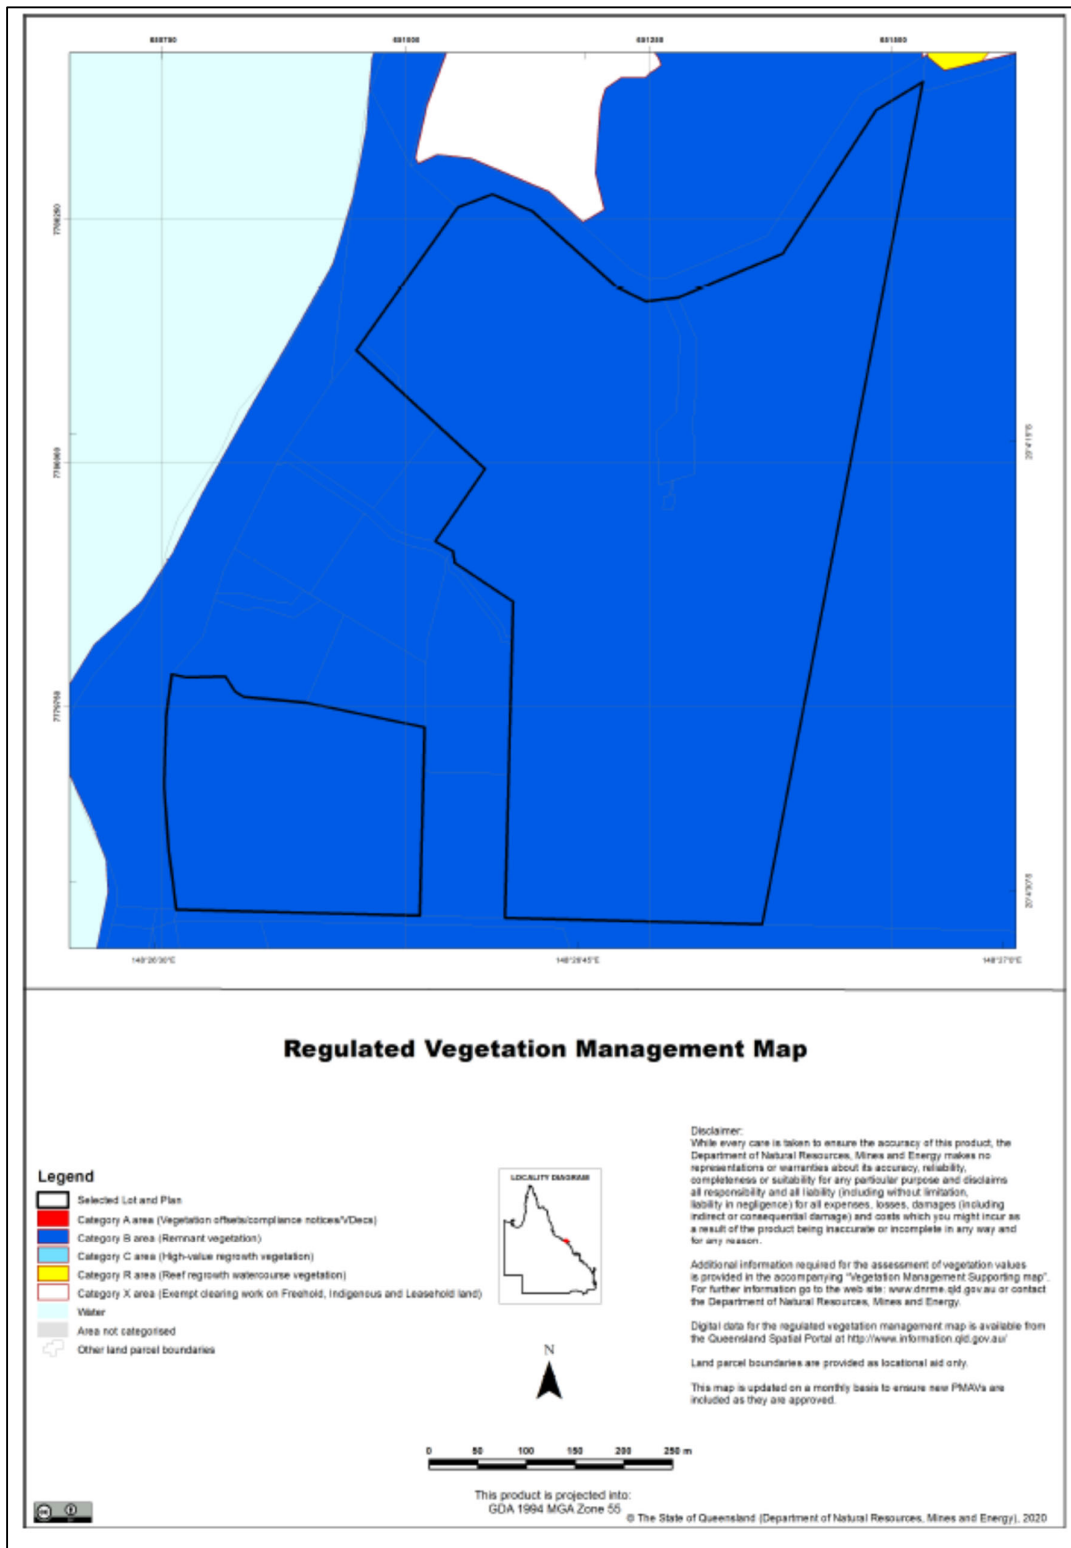 651000
651250
Regulated Vegetation Management Map
Legend
Selected Lot and Plan
Category A area (Vegetation offsets/compliance notices/VDecs)
Category B area (Remnant vegetation)
Category C area (High-value regrowth vegetation)
Category R area (Reef regrowth watercourse vegetation)
Category X area (Exempt clearing work on Freehold, Indigenous and Leasehold land)
Water
Area not categorised
Other land parcel boundaries
LOCALITY DIAGRAM
N
0 50 100 150 200 250 m
This product is projected into:
GDA 1994 MGA Zone 55
Disclaimer:
While every care is taken to ensure the accuracy of this product, the
Department of Natural Resources, Mines and Energy makes no
representations or warranties about its accuracy, reliability,
completeness or suitability for any particular purpose and disclaims
all responsibility and all liability (including without limitation,
liability in negligence) for all expenses, losses, damages (including
indirect or consequential damage) and costs which you might incur as
a result of the product being inaccurate or incomplete in any way and
for any reason.
Additional information required for the assessment of vegetation values
is provided in the accompanying "Vegetation Management Supporting map".
For further information go to the web site: www.dnrme.qld.gov.au or contact
the Department of Natural Resources, Mines and Energy.
Digital data for the regulated vegetation management map is available from
the Queensland Spatial Portal at http://www.information.qld.gov.au/
Land parcel boundaries are provided as locational aid only.
This map is updated on a monthly basis to ensure new PMAVs are
included as they are approved.
© The State of Queensland (Department of Natural Resources, Mines and Energy), 2020